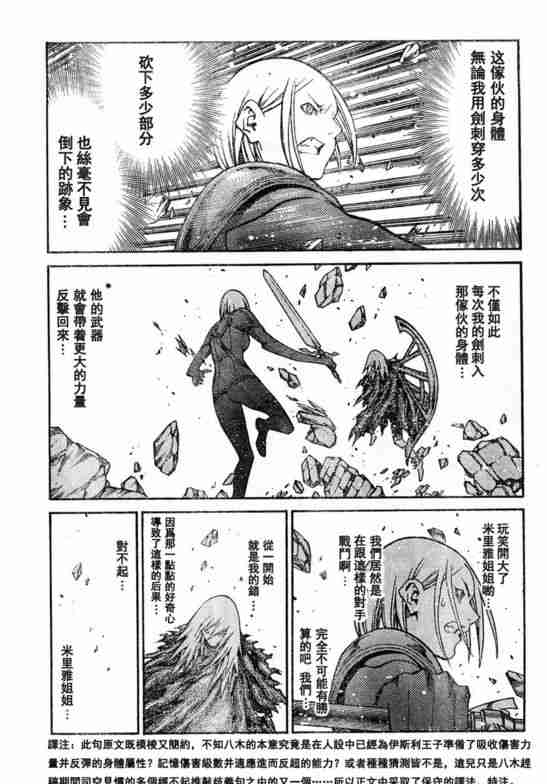 这傢伙的身體
無論我用劍刺穿多少次
砍下多少部分
也絲毫不見會
倒下的跡象…
不僅如此
每次我的劍刺入
那傢伙的身體…
他的武器
就會帶着更大的力量
反擊回來…
玩笑開大了
米里雅姐姐喲…
我們居然是
在跟這樣的對手
戰鬥啊…
完全不可能有勝
算的吧 我們…
從一開始
就是我的錯
因爲那一點點的好奇心
導致了這樣的后果…
對不起…
米里雅姐姐…
譯注：此句原文既模棱又簡約，不知八木的本意究竟是在人設中已經為伊斯利王子準備了吸收傷害力
量并反彈的身體屬性？記憶傷害級數并適應進而反超的能力？或者種種猜測皆不是，這兒只是八木趕